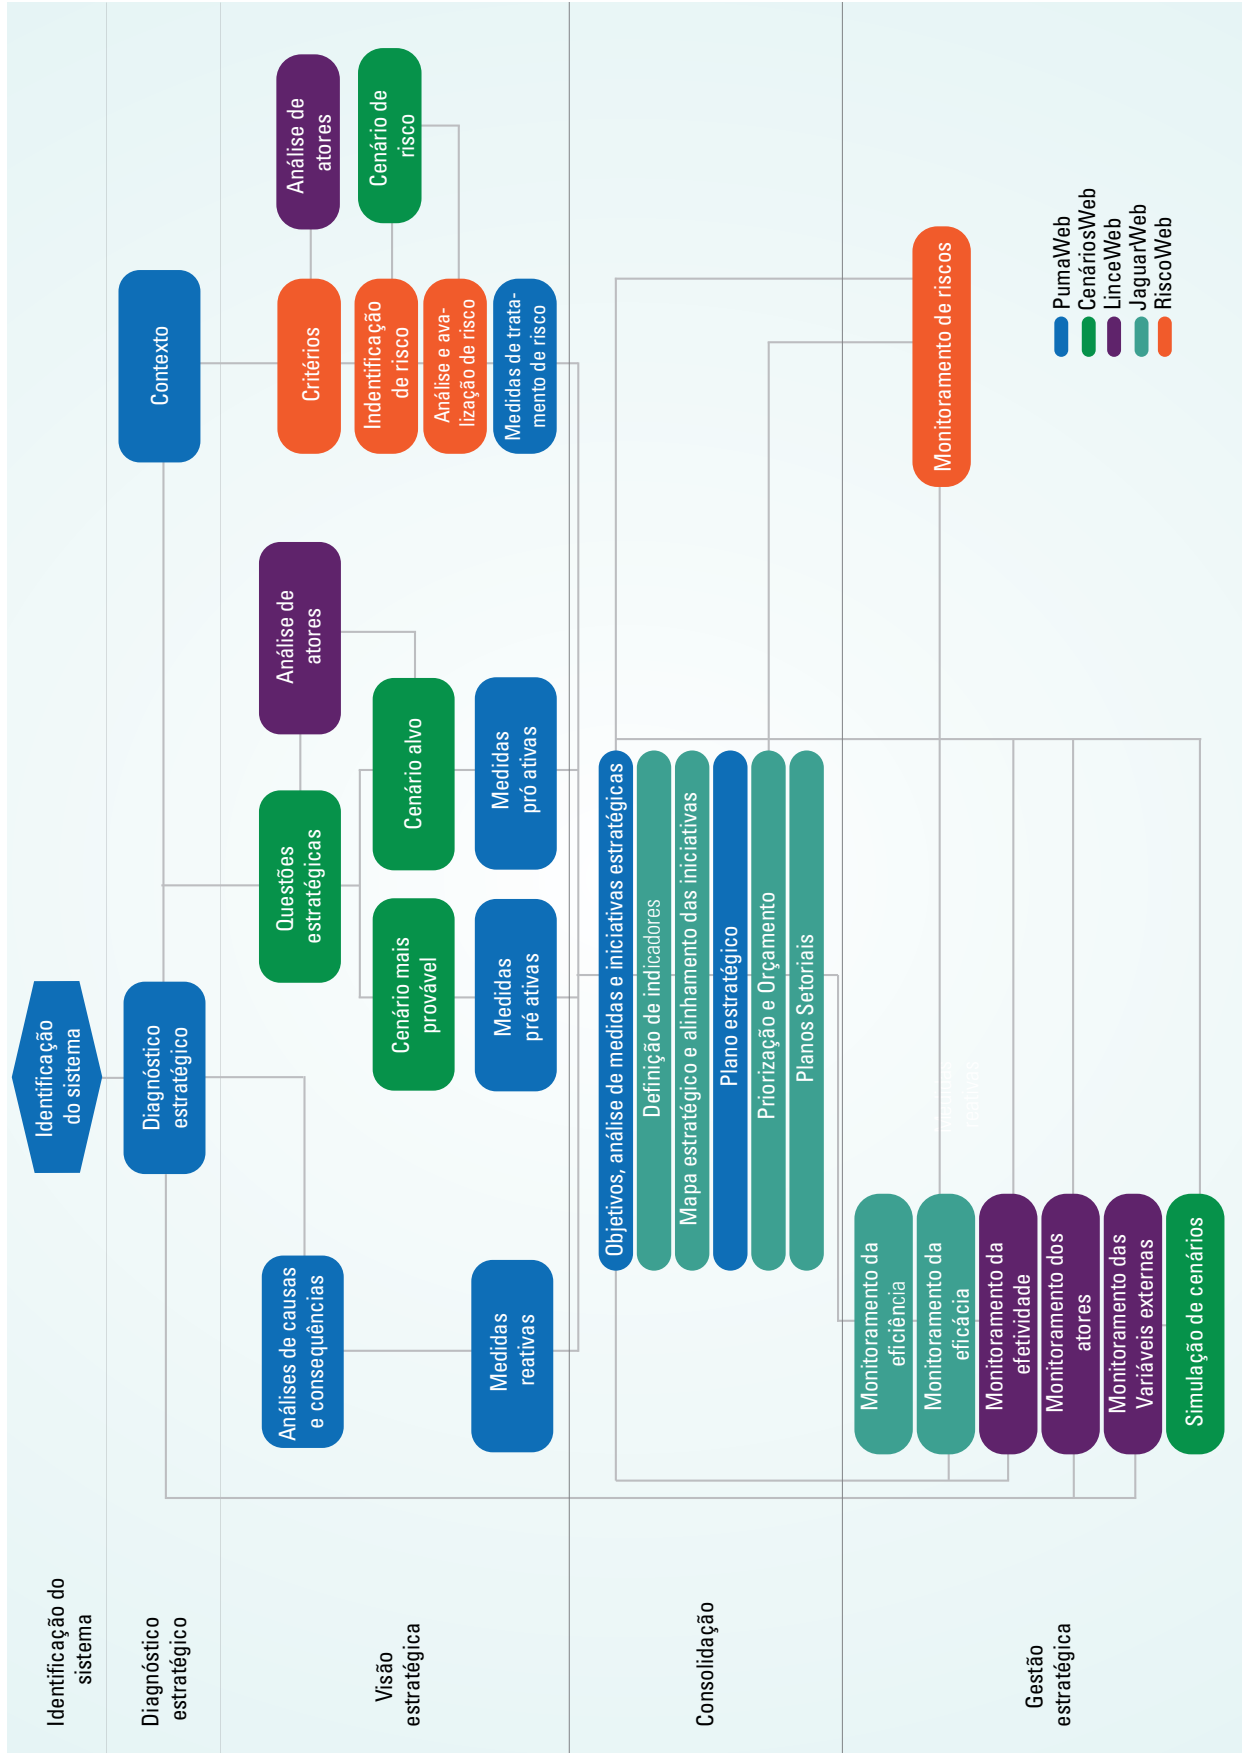 Identificação do
sistema
Identificação
do sistema
Diagnóstico
estratégico
Diagnóstico
estratégico
Contexto
Visão
estratégica
Análises de causas
e consequências
Questões
estratégicas
Análise de
atores
Critérios
Análise de
atores
Cenário mais
provável
Cenário alvo
Indentificação
de risco
Cenário de
risco
Análise e ava-
lização de risco
Medidas
reativas
Medidas
pré ativas
Medidas
pró ativas
Medidas de trata-
mento de risco
Consolidação
Objetivos, análise de medidas e iniciativas estratégicas
Definição de indicadores
Mapa estratégico e alinhamento das iniciativas
Plano estratégico
Priorização e Orçamento
Planos Setoriais
Gestão
estratégica
Monitoramento da
eficiência
Monitoramento da
eficácia
Monitoramento da
efetividade
Monitoramento dos
atores
Monitoramento das
Variáveis externas
Simulação de cenários
Medidas
reativas
Monitoramento de riscos
PumaWeb
CenáriosWeb
LinceWeb
JaguarWeb
RiscoWeb